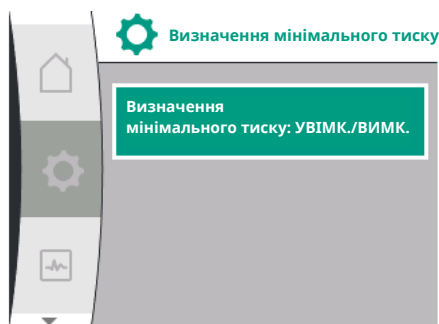 Визначення мінімального тиску
Визначення
мінімального тиску: УВІМК./ВИМК.